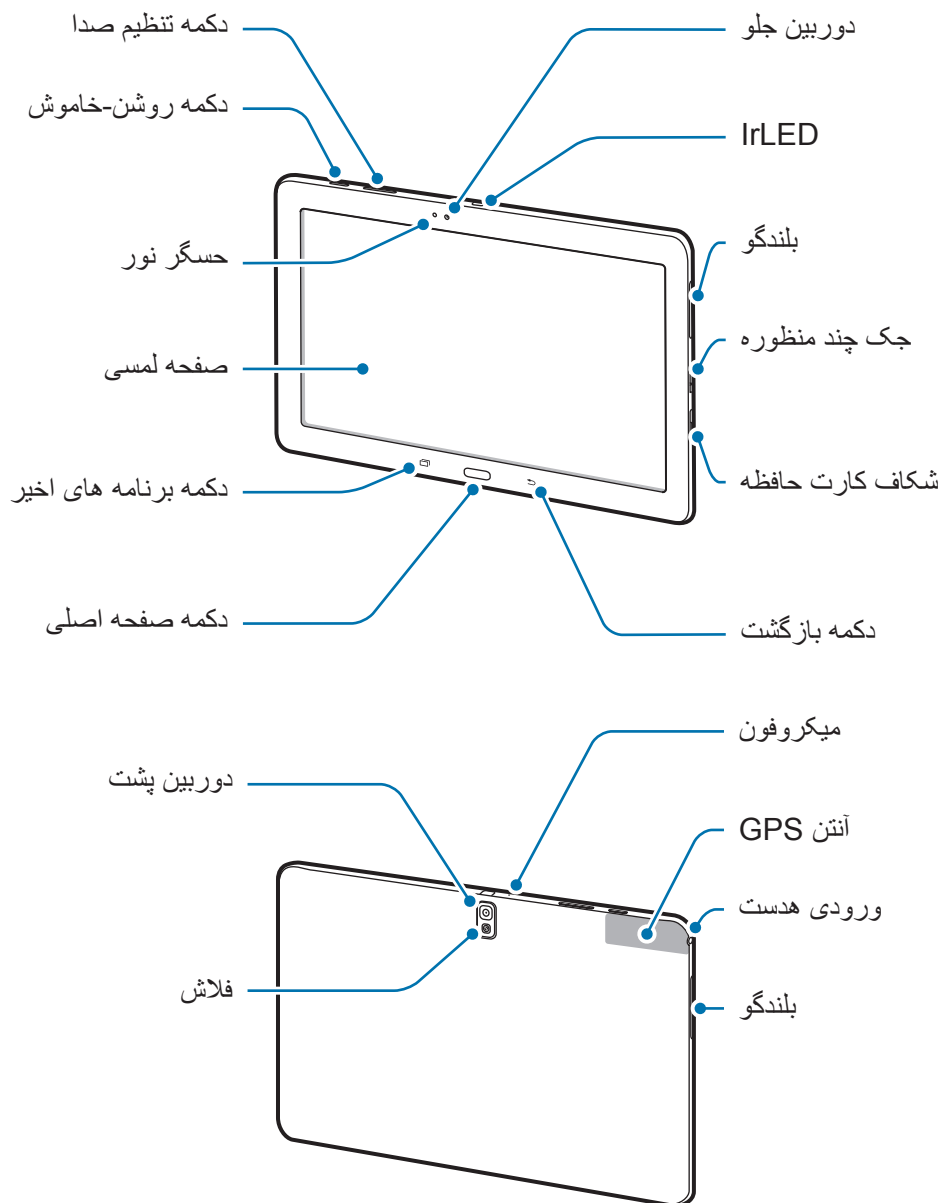 دکمه تنظیم صدا
دوربین جلو
دکمه روشن-خاموش
IrLED
بلندگو
حسگر نور
جک چند منظوره
صفحه لمسی
شکاف کارت حافظه
دکمه برنامه های اخیر
دکمه صفحه اصلی
دکمه بازگشت
میکروفون
دوربین پشت
آنتن GPS
ورودی هدست
فلاش
بلندگو